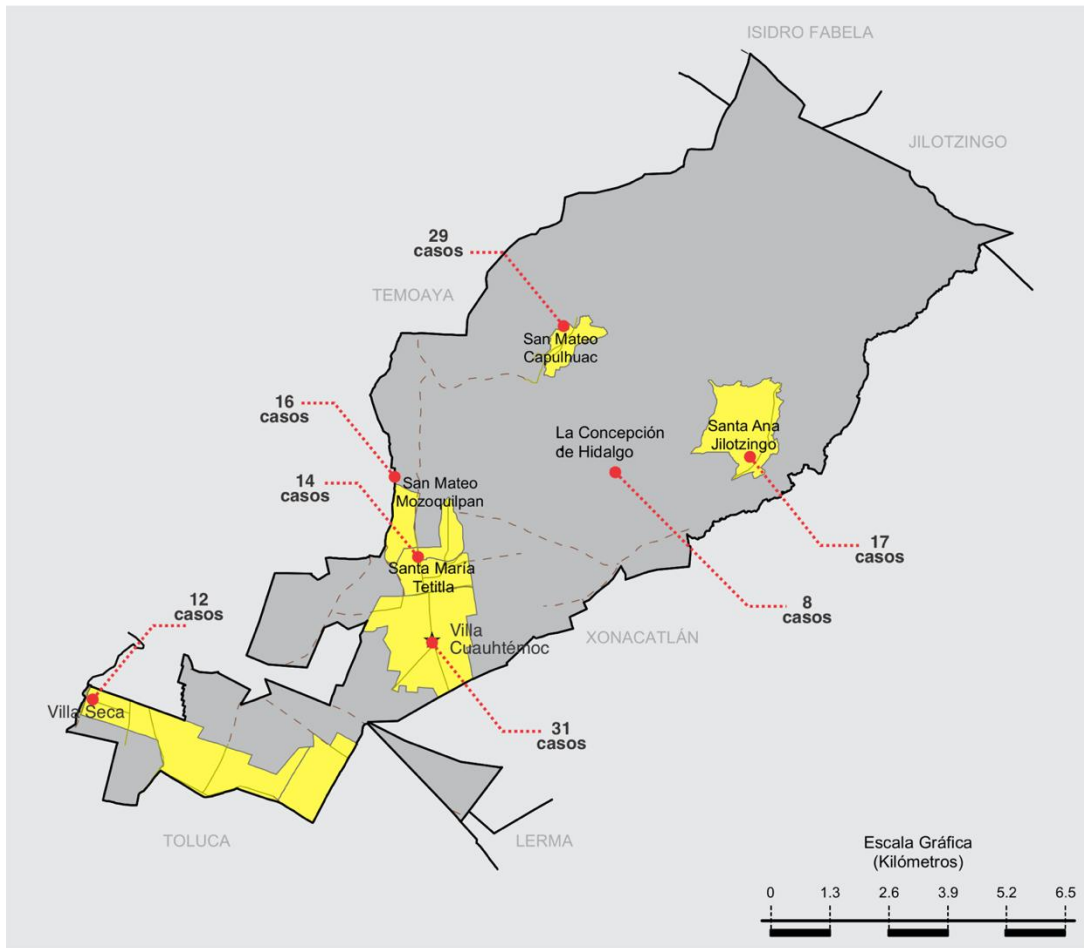 ISIDRO FABELA
JILOTZINGO
29
casos
TEMOAYA
San Mateo
Capulhuac
16
casos
La Concepción
de Hidalgo
Santa Ana
Jilotzingo
14
casos
San Mateo
Mozoquilpan
17
casos
Santa María
Tetitla
12
casos
8
casos
Villa
Cuauhtémoc
XONACATLÁN
Villa Seca
31
casos
TOLUCA
LERMA
Escala Gráfica
(Kilómetros)
0 1.3 2.6 3.9 5.2 6.5